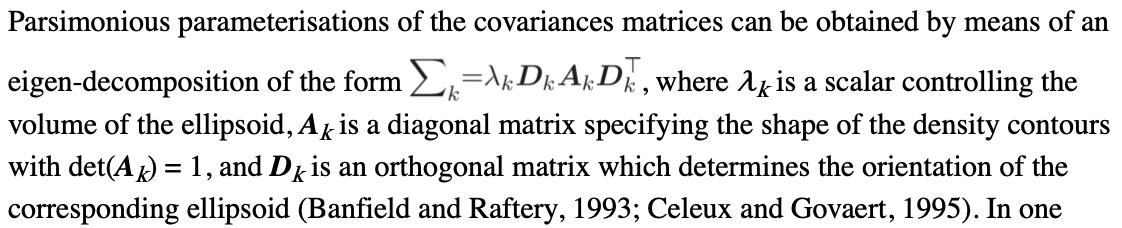 Parsimonious parameterisations of the covariances matrices can be obtained by means of an
eigen-decomposition of the form ∑ₖ=λₖDₖAₖDₖ⊤, where λₖ is a scalar controlling the
volume of the ellipsoid, Aₖ is a diagonal matrix specifying the shape of the density contours
with det(Aₖ) = 1, and Dₖ is an orthogonal matrix which determines the orientation of the
corresponding ellipsoid (Banfield and Raftery, 1993; Celeux and Govaert, 1995). In one